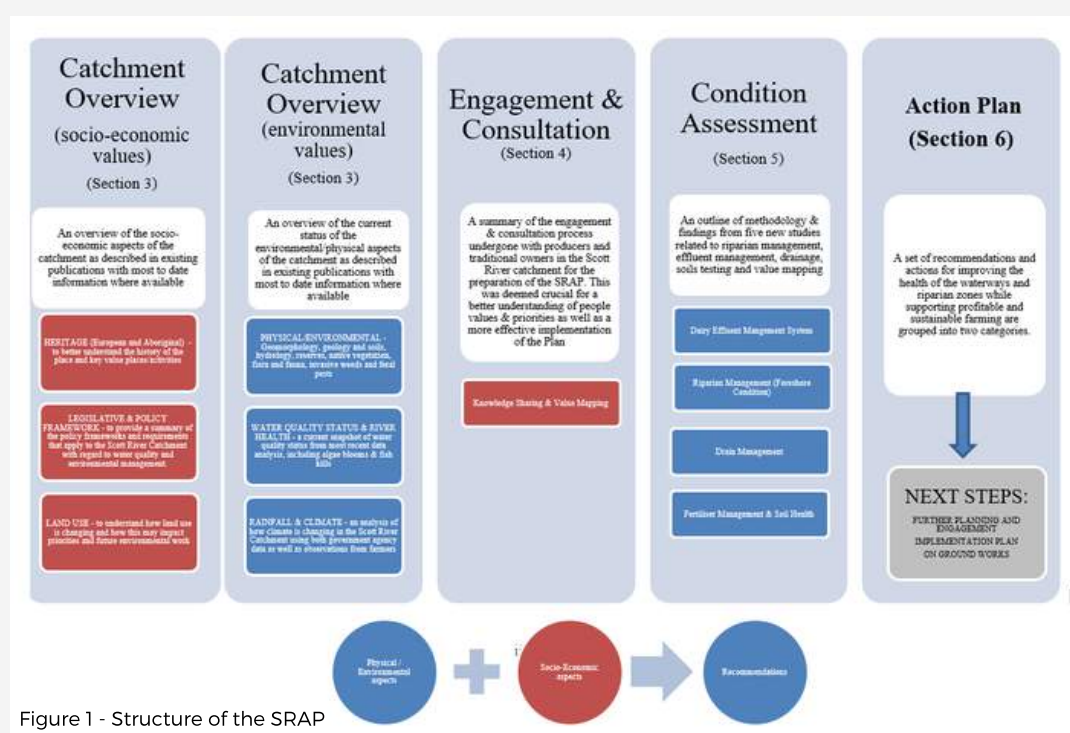 Catchment
Overview
(socio-economic
values)
(Section 3)
An overview of the socio-
economic aspects of the
catchment as described in existing
publications with most to date
information where available
HERITAGE (European and Aboriginal) -
to better understand the history of the
place and key value places/activities
LEGISLATIVE & POLICY
FRAMEWORK - to provide a summary of
the policy frameworks and requirements
that apply to the Scott River Catchment
with regard to water quality and
environmental management.
LAND USE - to understand how land use
is changing and how this may impact
priorities and future environmental work
Catchment
Overview
(environmental
values)
(Section 3)
An overview of the current
status of the
environmental/physical aspects
of the catchment as described
in existing publications with
most to date information where
available
PHYSICAL/ENVIRONMENTAL -
Geomorphology, geology and soils,
hydrology, reserves, native vegetation,
flora and fauna, invasive weeds and feral
pests
WATER QUALITY STATUS & RIVER
HEALTH - a current snapshot of water
quality status from most recent data
analysis, including algae blooms & fish
kills
RAINFALL & CLIMATE - an analysis of
how climate is changing in the Scott River
Catchment using both government agency
data as well as observations from farmers
Engagement &
Consultation
(Section 4)
A summary of the engagement
& consultation process
undergone with producers and
traditional owners in the Scott
River catchment for the
preparation of the SRAP. This
was deemed crucial for a
better understanding of people
values & priorities as well as a
more effective implementation
of the Plan
Knowledge Sharing & Value Mapping
Condition
Assessment
(Section 5)
An outline of methodology &
findings from five new studies
related to riparian management,
effluent management, drainage,
soils testing and value mapping
Dairy Effluent Mangement System
Riparian Management (Foreshore
Condition)
Drain Management
Fertiliser Management & Soil Health
Action Plan
(Section 6)
A set of recommendations and
actions for improving the
health of the waterways and
riparian zones while
supporting profitable and
sustainable farming are
grouped into two categories.
NEXT STEPS:
FURTHER PLANNING AND
ENGAGEMENT
IMPLEMENTATION PLAN
ON GROUND WORKS
Physical /
Environmental
aspects
Socio-Economic
aspects
Recommendations
Figure 1 - Structure of the SRAP